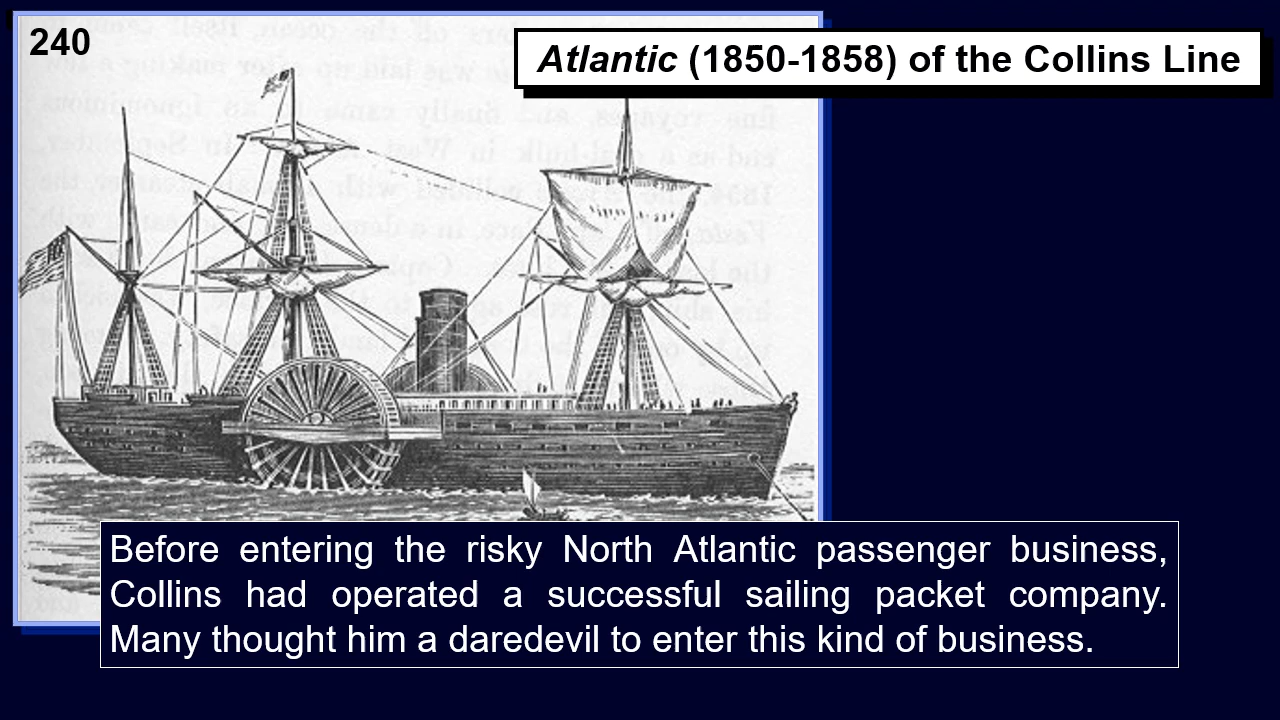 240
Atlantic (1850-1858) of the Collins Line
Before entering the risky North Atlantic passenger business,
Collins had operated a successful sailing packet company.
Many thought him a daredevil to enter this kind of business.